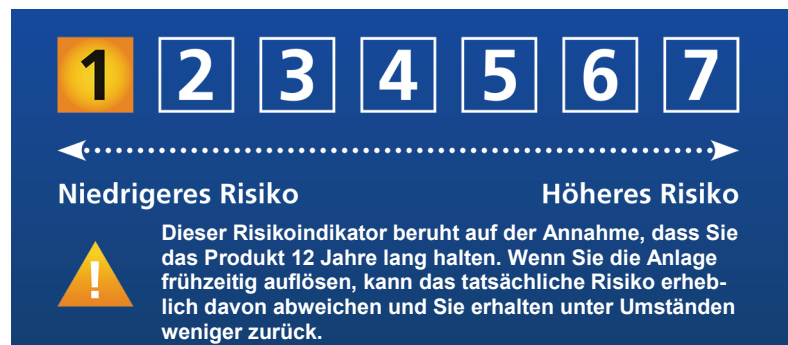 1 2 3 4 5 6 7
Niedrigeres Risiko Höheres Risiko
Dieser Risikoindikator beruht auf der Annahme, dass Sie
das Produkt 12 Jahre lang halten. Wenn Sie die Anlage
frühzeitig auflösen, kann das tatsächliche Risiko erheb-
lich davon abweichen und Sie erhalten unter Umständen
weniger zurück.